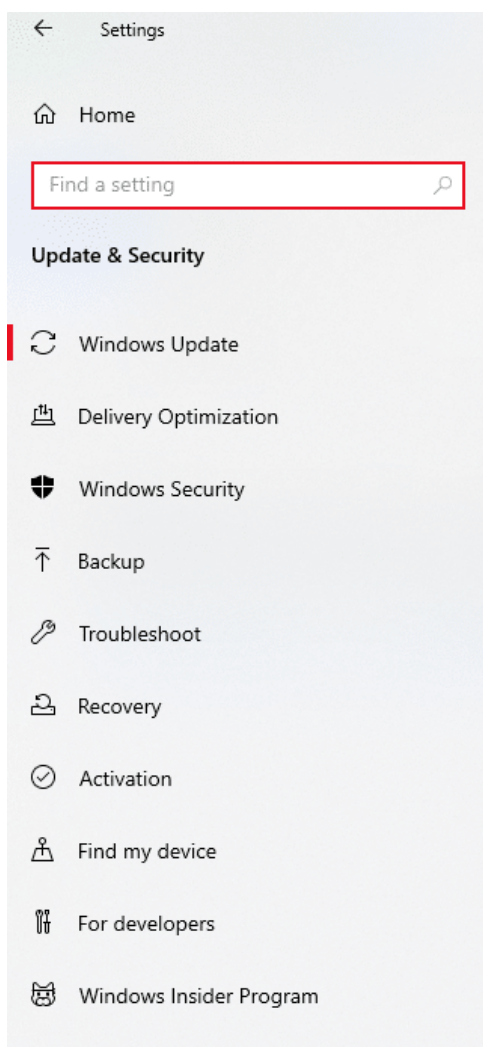 Settings
Home
Find a setting
Update & Security
Windows Update
Delivery Optimization
Windows Security
Backup
Troubleshoot
Recovery
Activation
Find my device
For developers
Windows Insider Program